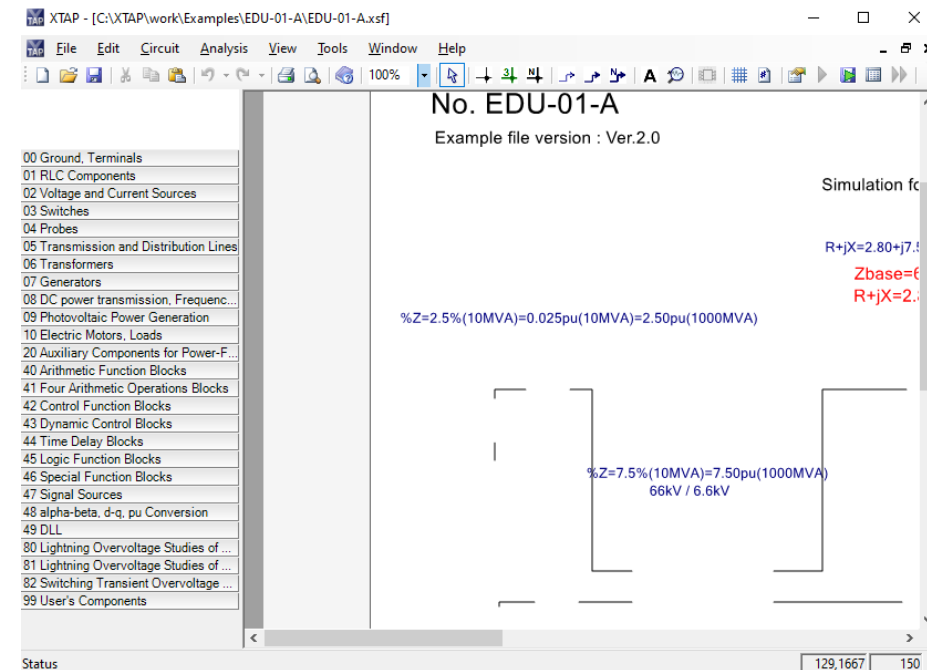 XTAP - [C:\XTAP\work\Examples\EDU-01-A\EDU-01-A.xsf]
File Edit Circuit Analysis View Tools Window Help
100%
No. EDU-01-A
Example file version : Ver.2.0
00 Ground, Terminals
01 RLC Components
02 Voltage and Current Sources
03 Switches
04 Probes
05 Transmission and Distribution Lines
06 Transformers
07 Generators
08 DC power transmission, Frequenc...
09 Photovoltaic Power Generation
10 Electric Motors, Loads
20 Auxiliary Components for Power-F...
40 Arithmetic Function Blocks
41 Four Arithmetic Operations Blocks
42 Control Function Blocks
43 Dynamic Control Blocks
44 Time Delay Blocks
45 Logic Function Blocks
46 Special Function Blocks
47 Signal Sources
48 alpha-beta, d-q, pu Conversion
49 DLL
80 Lightning Overvoltage Studies of ...
81 Lightning Overvoltage Studies of ...
82 Switching Transient Overvoltage ...
99 User's Components
Simulation fo
R+jX=2.80+j7.5
Zbase=6
R+jX=2.8
%Z=2.5%(10MVA)=0.025pu(10MVA)=2.50pu(1000MVA)
%Z=7.5%(10MVA)=7.50pu(1000MVA)
66kV / 6.6kV
Status
129,1667
150